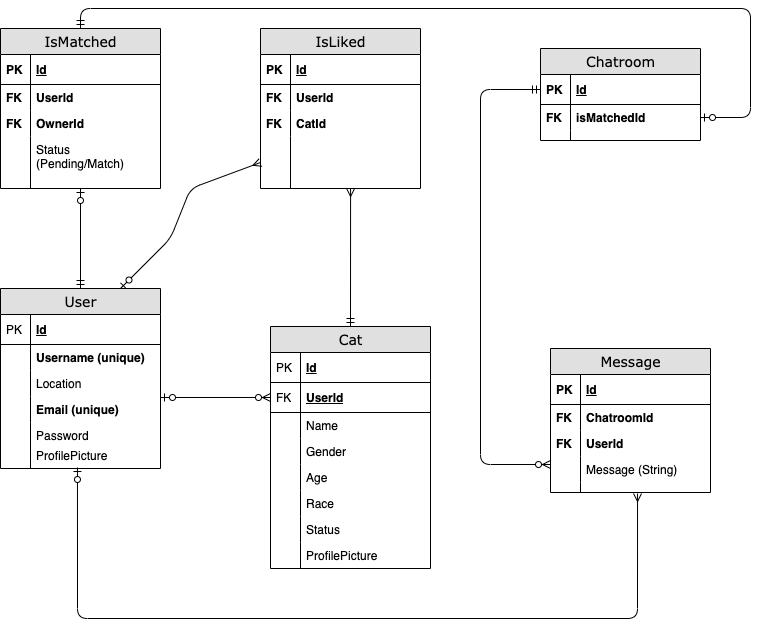 IsMatched
PK Id
FK UserId
FK OwnerId
Status
(Pending/Match)
IsLiked
PK Id
FK UserId
FK CatId
Chatroom
PK Id
FK isMatchedId
User
PK Id
Username (unique)
Location
Email (unique)
Password
ProfilePicture
Cat
PK Id
FK UserId
Name
Gender
Age
Race
Status
ProfilePicture
Message
PK Id
FK ChatroomId
FK UserId
Message (String)